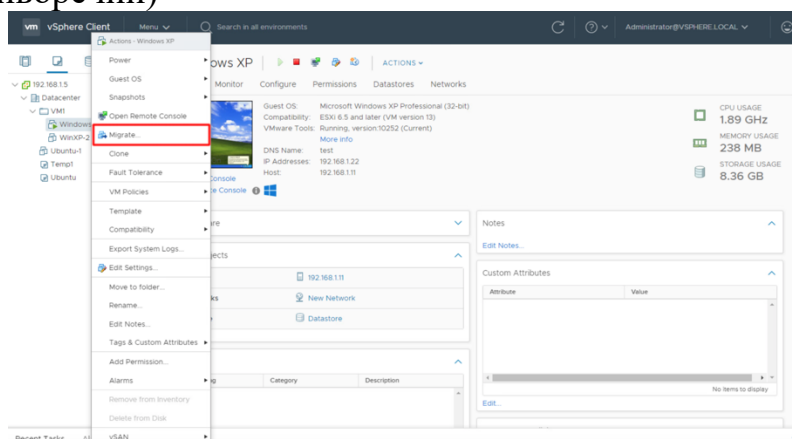 vm vSphere Client Menu Search in all environments Administrator@VSPHERE.LOCAL
Actions - Windows XP
Power
Guest OS
Snapshots
Open Remote Console
Migrate...
Clone
Fault Tolerance
VM Policies
Template
Compatibility
Export System Logs...
Edit Settings...
Move to folder...
Rename...
Edit Notes...
Tags & Custom Attributes
Add Permission...
Alarms
Remove from Inventory
Delete from Disk
vSAN
192.168.1.5
Datacenter
VM1
Windows
WinXP-2
Ubuntu-1
Temp1
Ubuntu
ows XP ACTIONS
Monitor Configure Permissions Datastores Networks
Guest OS: Microsoft Windows XP Professional (32-bit)
Compatibility: ESXi 6.5 and later (VM version 13)
VMware Tools: Running, version:10252 (Current)
More info
DNS Name: test
IP Addresses: 192.168.1.22
Host: 192.168.1.11
CPU USAGE
1.89 GHz
MEMORY USAGE
238 MB
STORAGE USAGE
8.36 GB
Console
e Console
Notes
Edit Notes...
192.168.1.11
New Network
Datastore
Custom Attributes
Attribute Value
No items to display
Edit...
Category Description